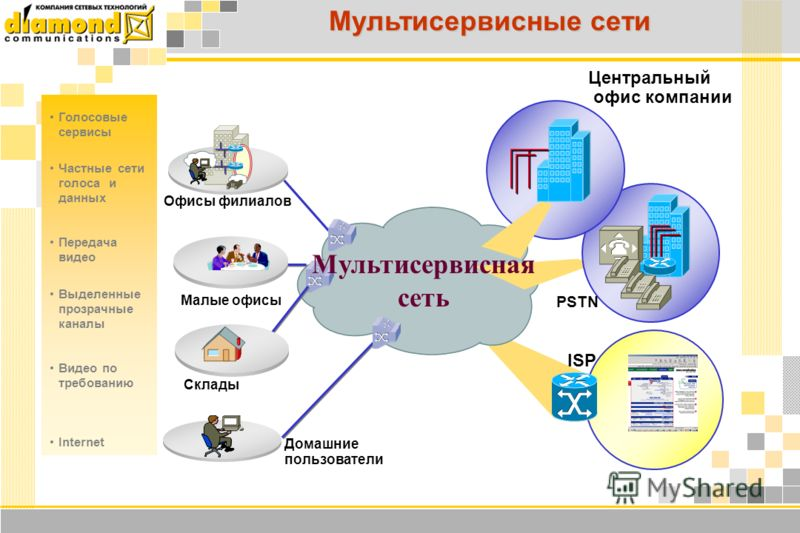 КОМПАНИЯ СЕТЕВЫХ ТЕХНОЛОГИЙ
diamond
communications
Мультисервисные сети
• Голосовые
сервисы
• Частные сети
голоса и
данных
• Передача
видео
• Выделенные
прозрачные
каналы
• Видео по
требованию
• Internet
Офисы филиалов
Малые офисы
Склады
Домашние
пользователи
Мультисервисная
сеть
Центральный
офис компании
PSTN
ISP
MyShared